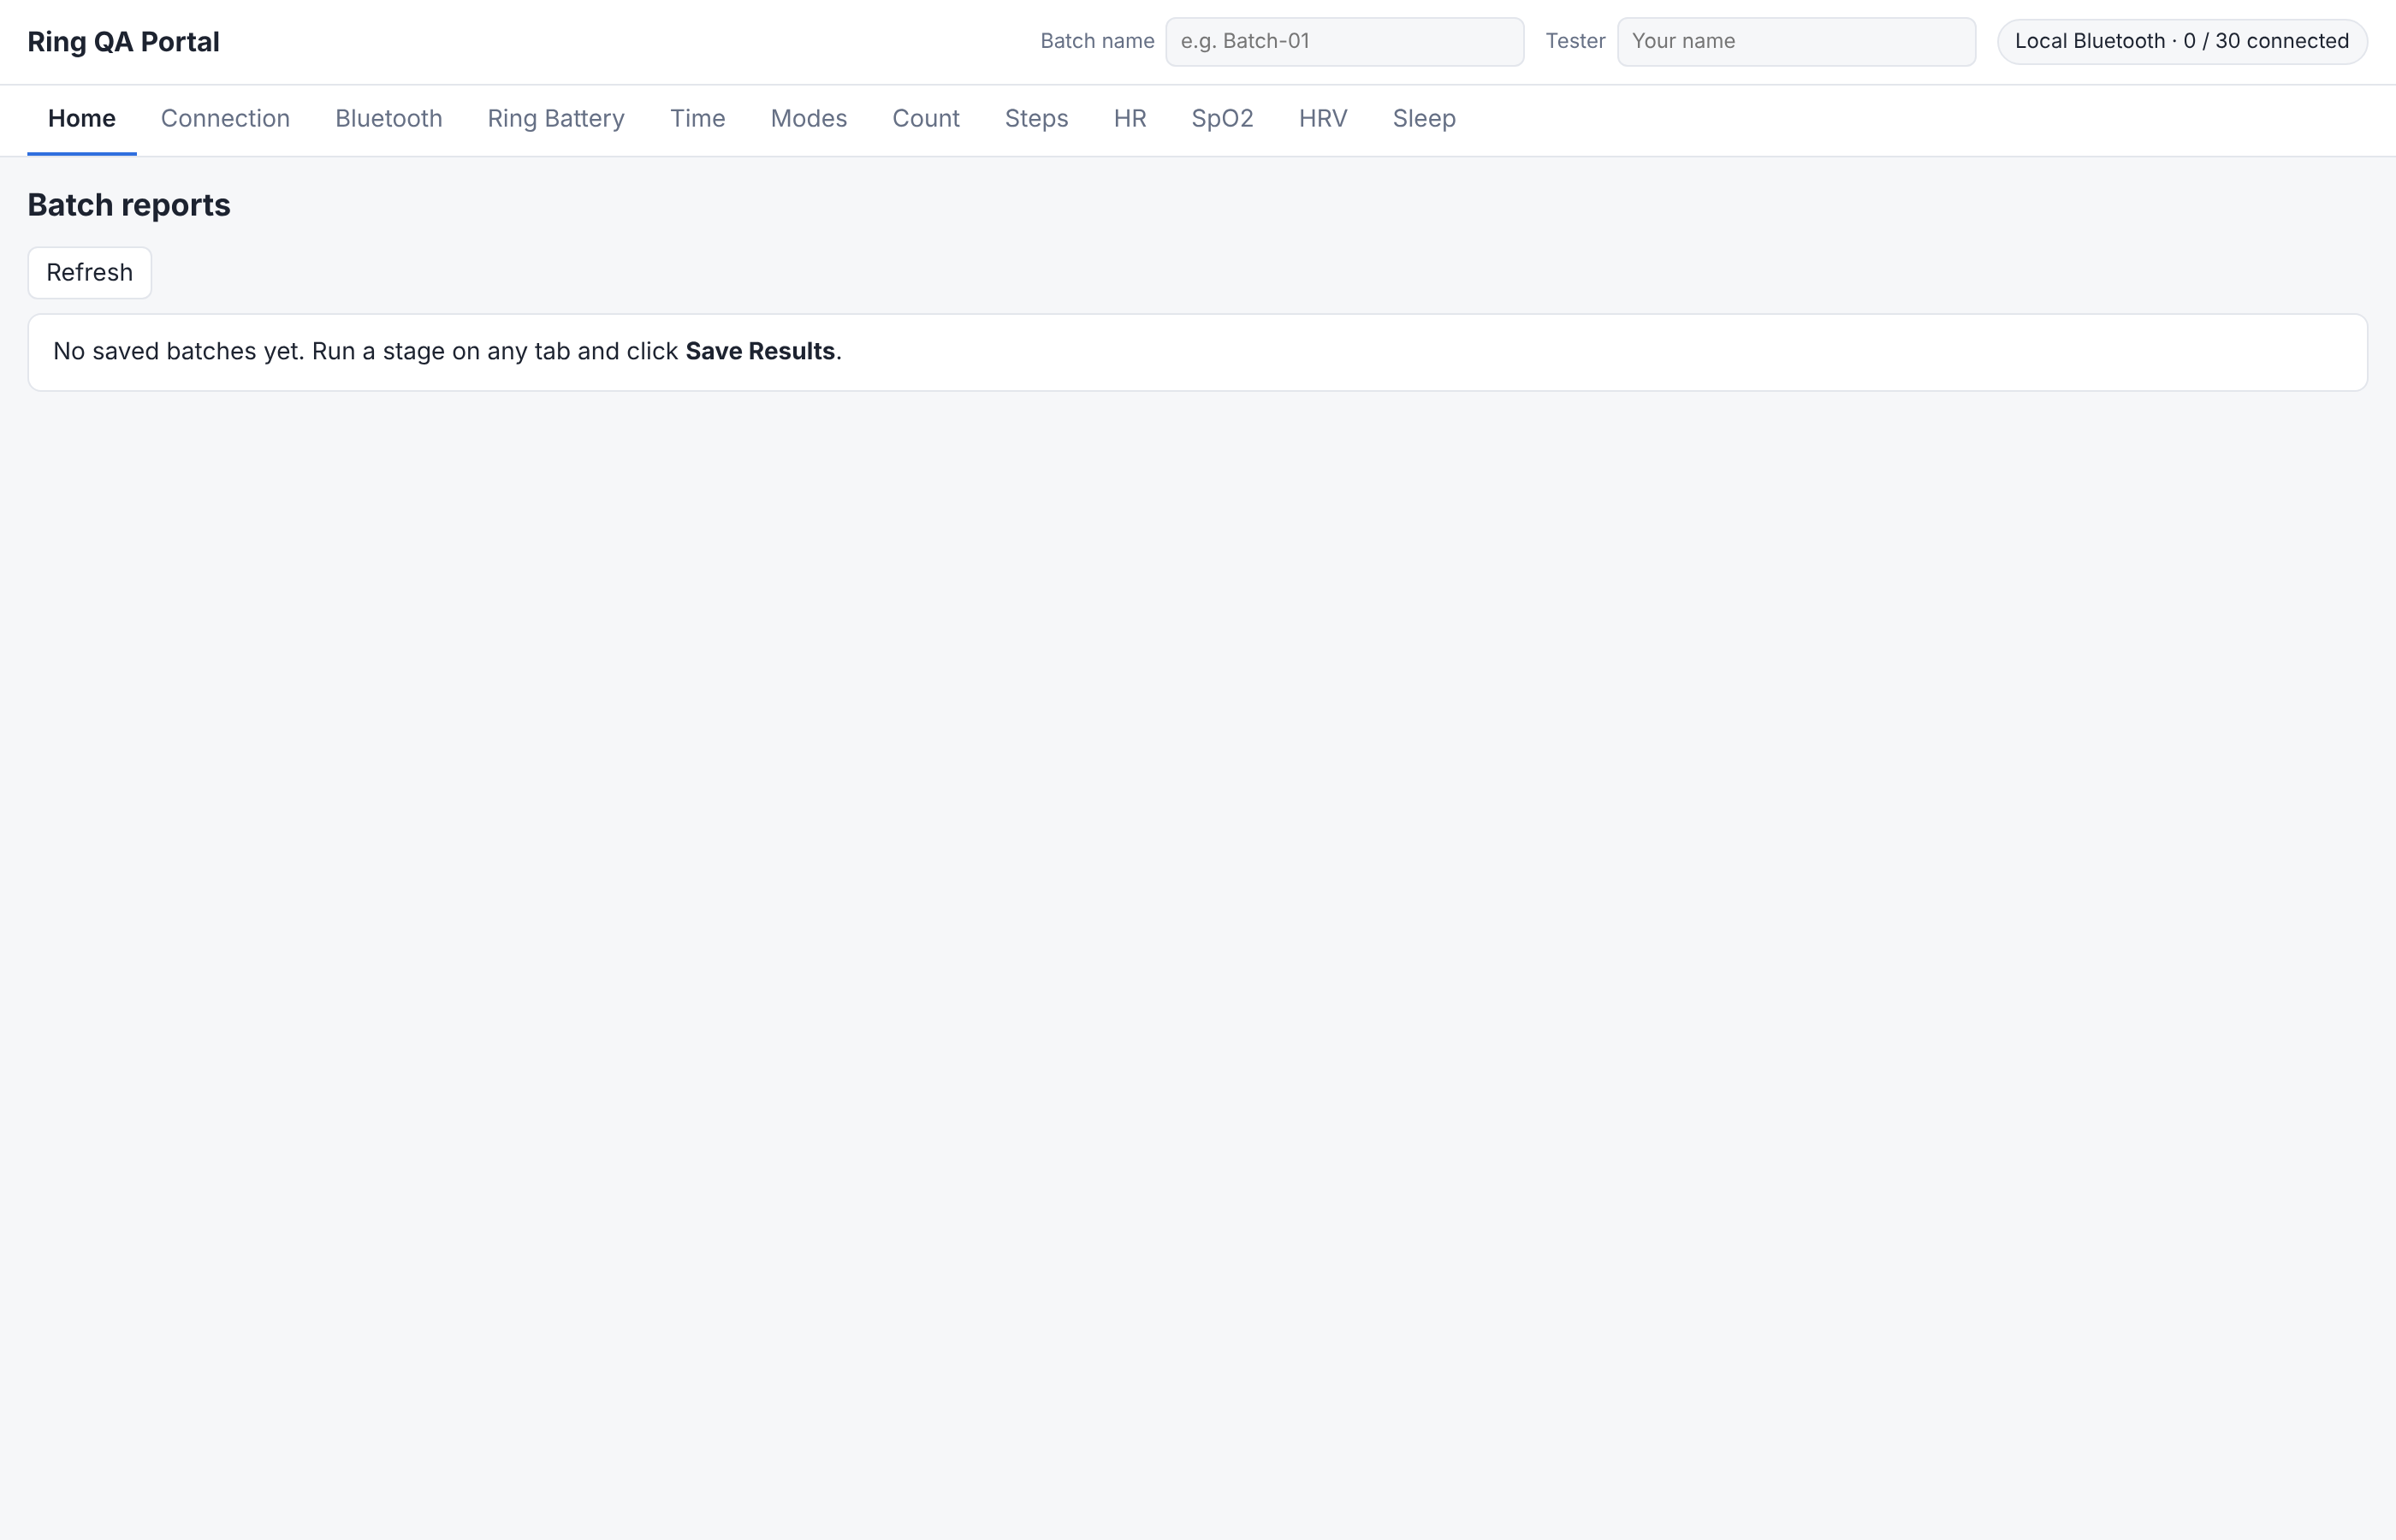 Ring QA Portal
Batch name e.g. Batch-01 Tester Your name Local Bluetooth · 0 / 30 connected
Home Connection Bluetooth Ring Battery Time Modes Count Steps HR SpO2 HRV Sleep
Batch reports
Refresh
No saved batches yet. Run a stage on any tab and click Save Results.